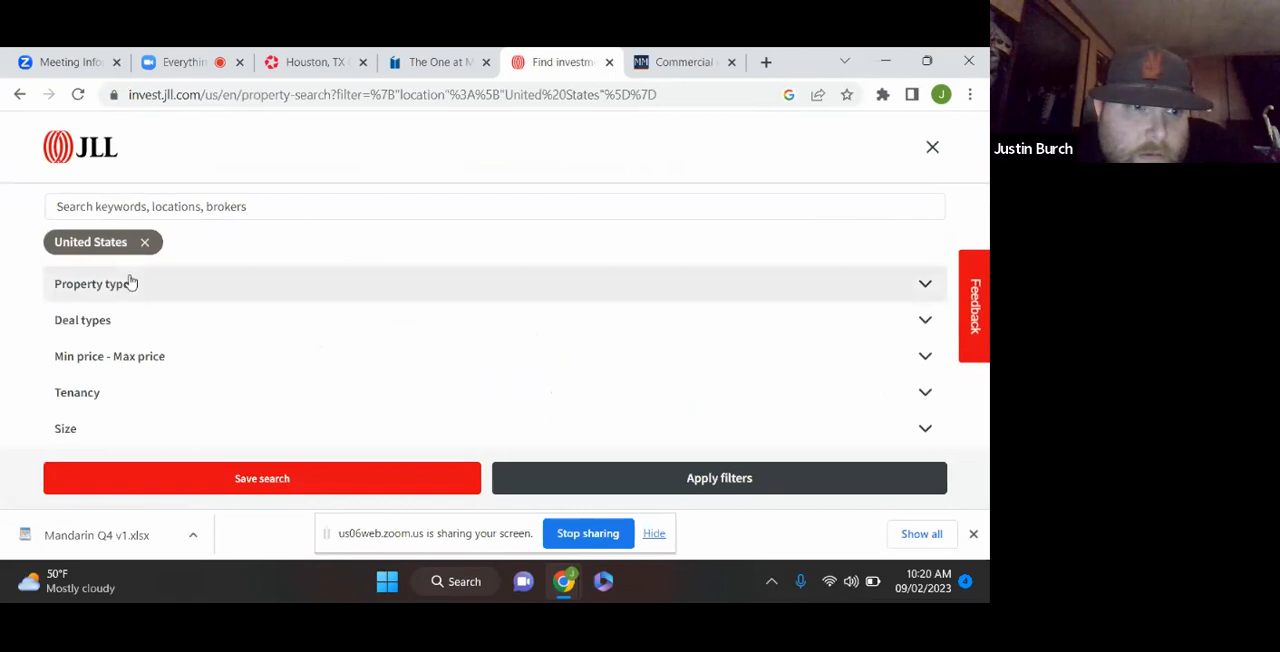 Meeting Info
Everythin
Houston, TX
The One at M
Find investme
Commercial
invest.jll.com/us/en/property-search?filter=%7B"location"%3A%5B"United%20States"%5D%7D
J
JLL
Justin Burch
Search keywords, locations, brokers
United States
Property type
Deal types
Min price - Max price
Tenancy
Size
Feedback
Save search
Apply filters
Mandarin Q4 v1.xlsx
us06web.zoom.us is sharing your screen.
Stop sharing
Hide
Show all
50°F
Mostly cloudy
Search
10:20 AM
09/02/2023
4